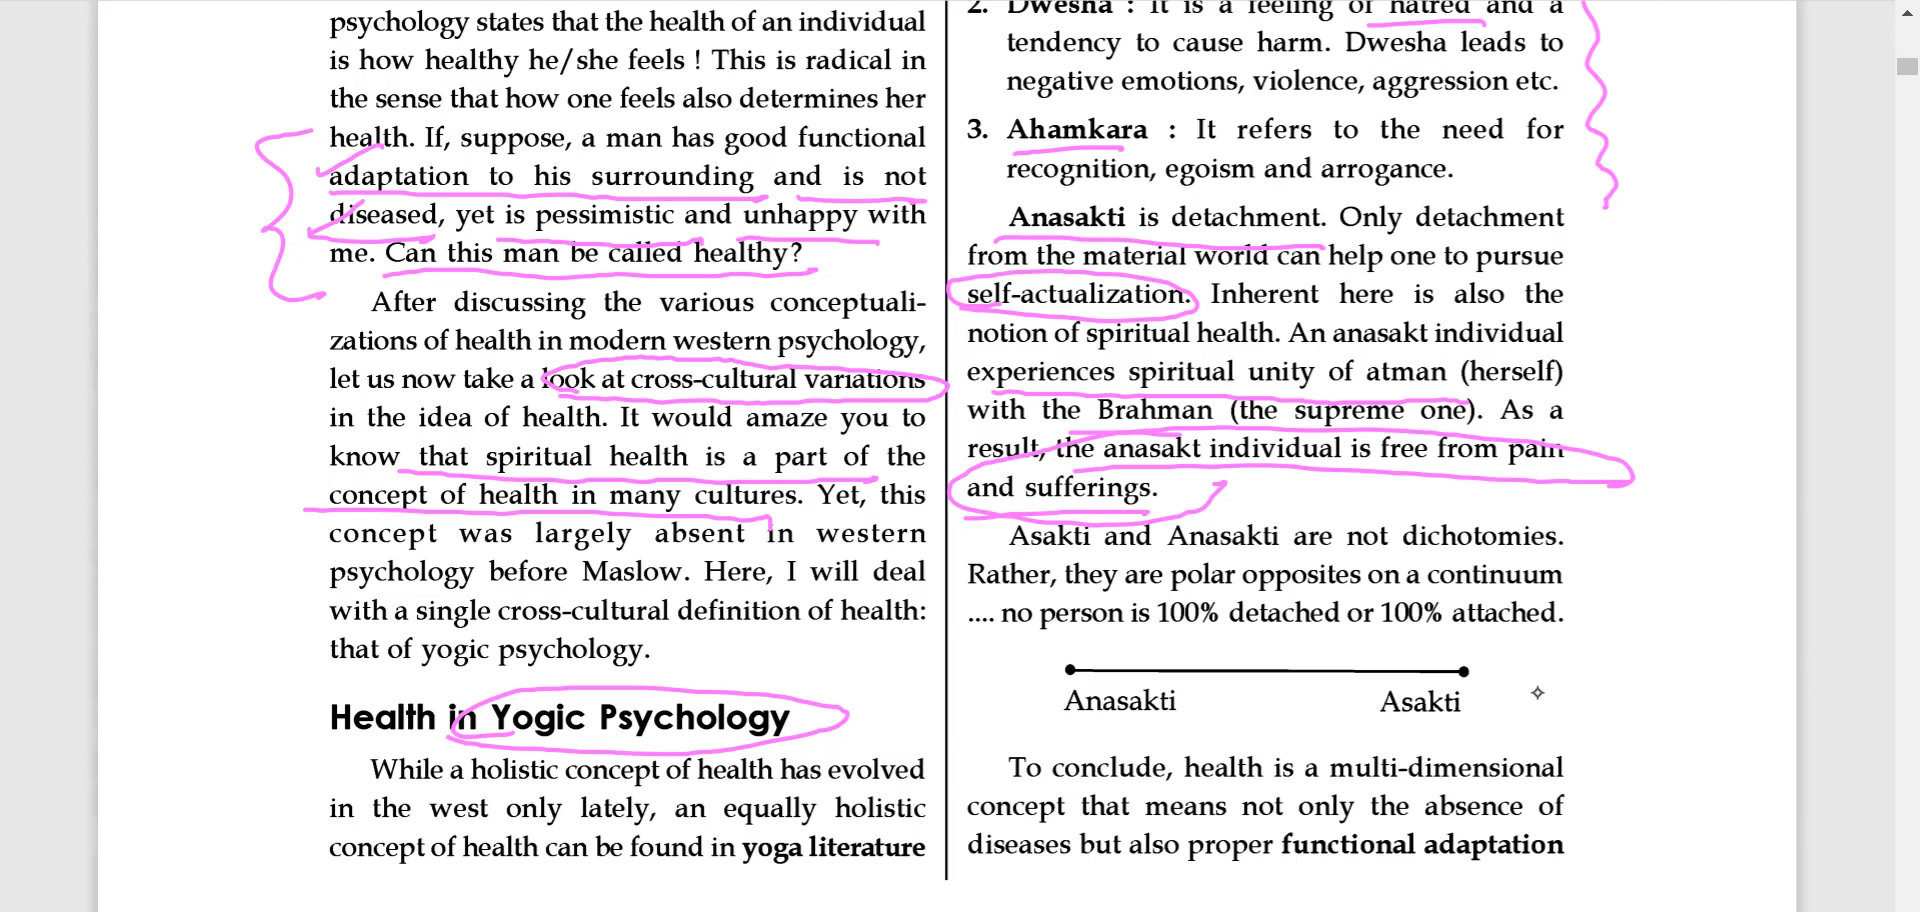 psychology states that the health of an individual
is how healthy he/she feels ! This is radical in
the sense that how one feels also determines her
health. If, suppose, a man has good functional
adaptation to his surrounding and is not
diseased, yet is pessimistic and unhappy with
me. Can this man be called healthy?
After discussing the various conceptuali-
zations of health in modern western psychology,
let us now take a look at cross-cultural variations
in the idea of health. It would amaze you to
know that spiritual health is a part of the
concept of health in many cultures. Yet, this
concept was largely absent in western
psychology before Maslow. Here, I will deal
with a single cross-cultural definition of health:
that of yogic psychology.
Health in Yogic Psychology
While a holistic concept of health has evolved
in the west only lately, an equally holistic
concept of health can be found in yoga literature
2. Dwesha : It is a feeling of hatred and a
tendency to cause harm. Dwesha leads to
negative emotions, violence, aggression etc.
3. Ahamkara : It refers to the need for
recognition, egoism and arrogance.
Anasakti is detachment. Only detachment
from the material world can help one to pursue
self-actualization. Inherent here is also the
notion of spiritual health. An anasakt individual
experiences spiritual unity of atman (herself)
with the Brahman (the supreme one). As a
result, the anasakt individual is free from pain
and sufferings.
Asakti and Anasakti are not dichotomies.
Rather, they are polar opposites on a continuum
.... no person is 100% detached or 100% attached.
Anasakti Asakti
To conclude, health is a multi-dimensional
concept that means not only the absence of
diseases but also proper functional adaptation